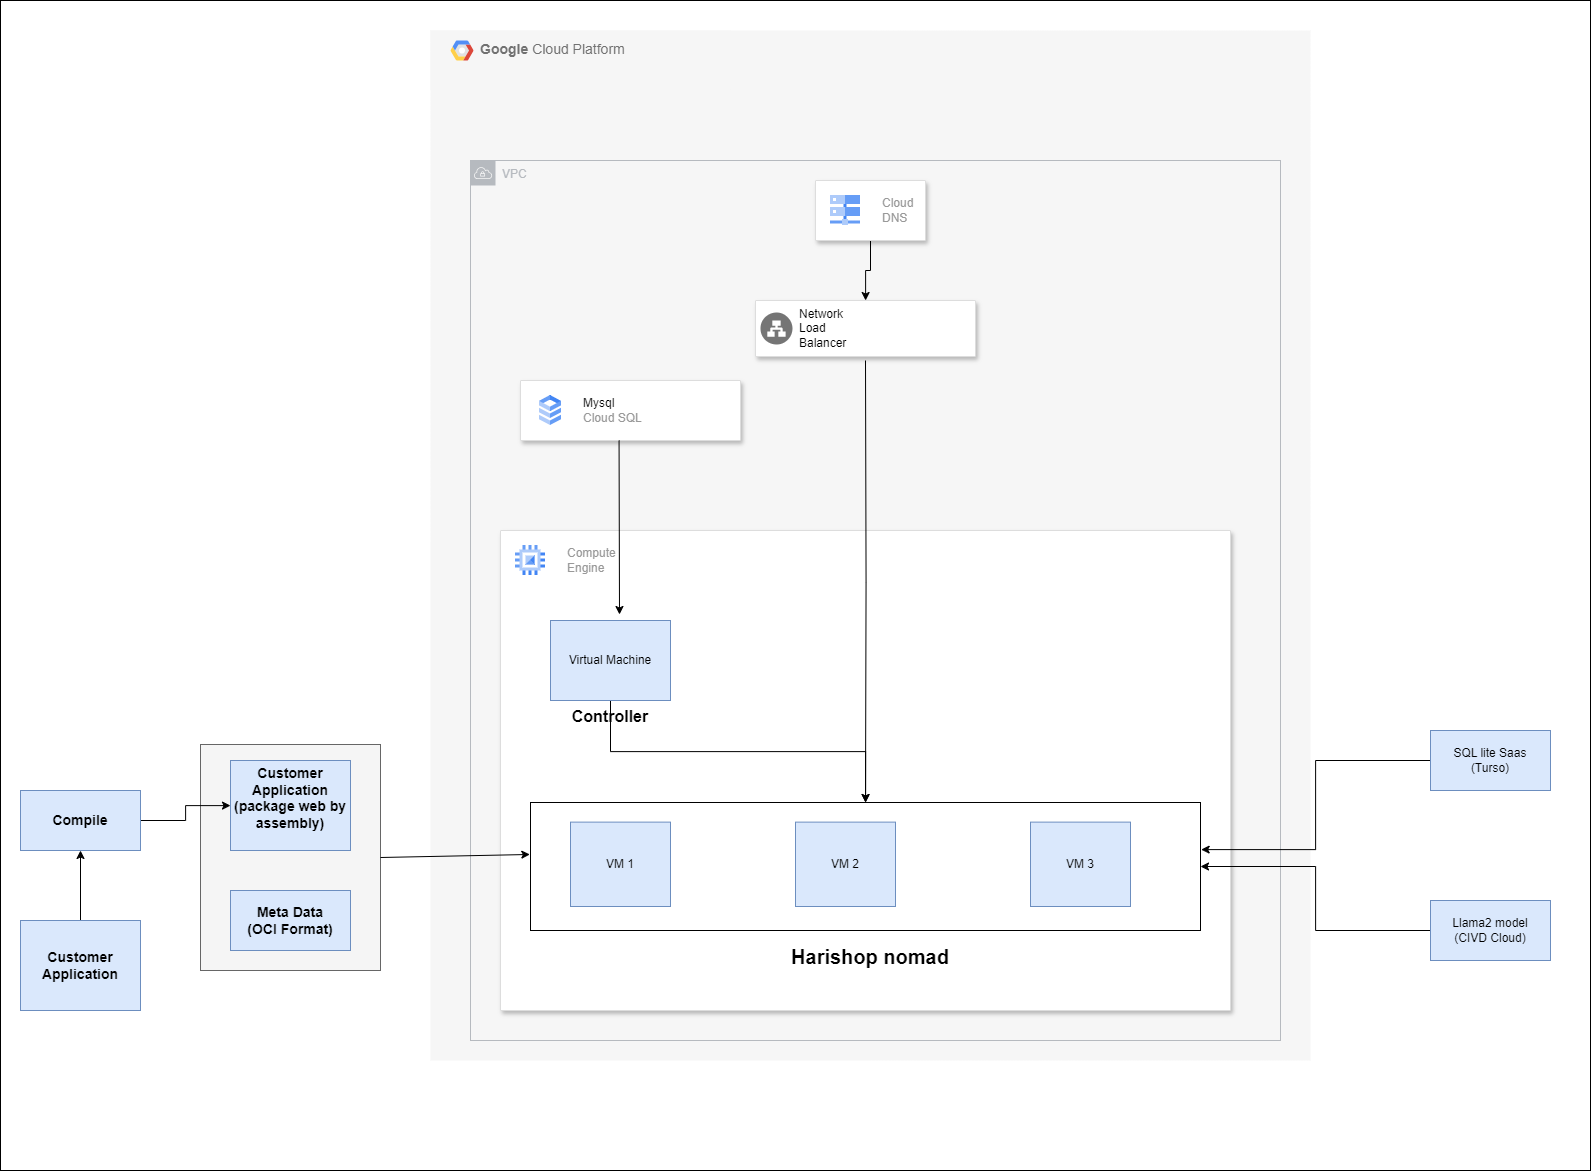 Google Cloud Platform
VPC
Cloud
DNS
Network
Load
Balancer
Mysql
Cloud SQL
Compute
Engine
Virtual Machine
Controller
Compile
Customer
Application
Customer
Application
(package web by
assembly)
Meta Data
(OCI Format)
VM 1
VM 2
VM 3
Harishop nomad
SQL lite Saas
(Turso)
Llama2 model
(CIVD Cloud)